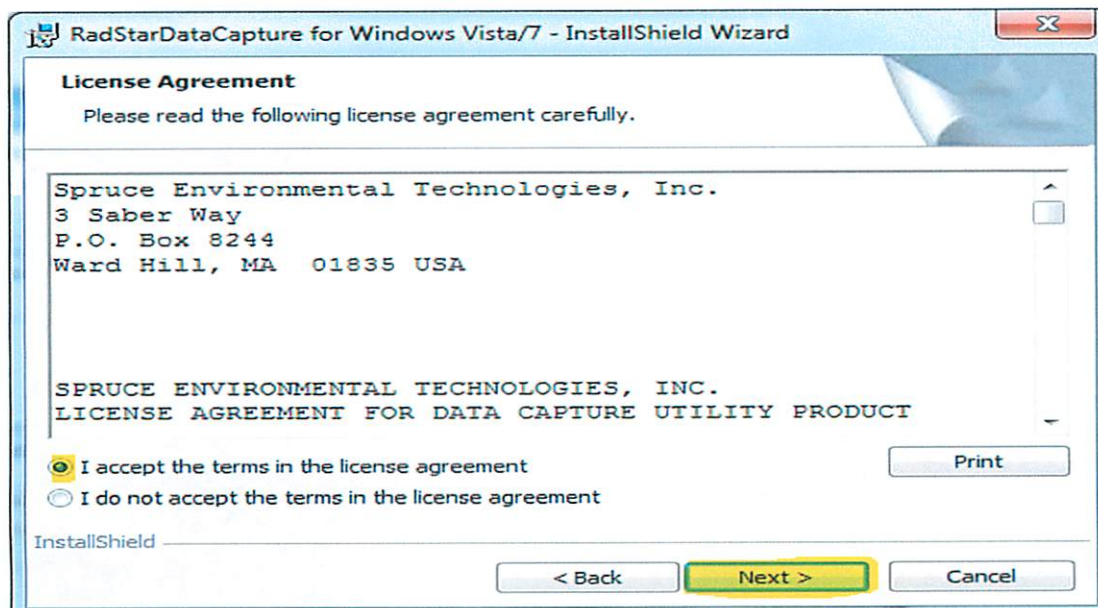 RadStarDataCapture for Windows Vista/7 - InstallShield Wizard
License Agreement
Please read the following license agreement carefully.
Spruce Environmental Technologies, Inc.
3 Saber Way
P.O. Box 8244
Ward Hill, MA  01835 USA
SPRUCE ENVIRONMENTAL TECHNOLOGIES, INC.
LICENSE AGREEMENT FOR DATA CAPTURE UTILITY PRODUCT
I accept the terms in the license agreement
Print
I do not accept the terms in the license agreement
InstallShield
< Back Next > Cancel